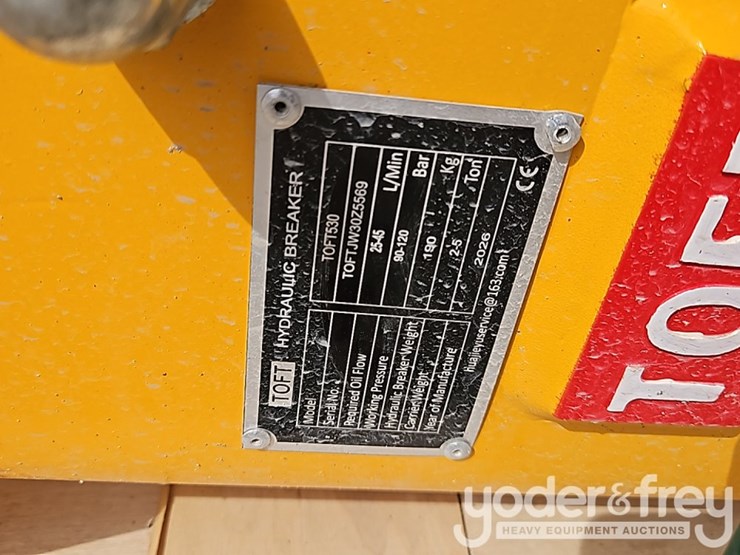 TOFT HYDRAULIC BREAKER
Model TOFT530
Serial No. TOFTJW30Z5569
Required Oil Flow 25-45 L/Min
Working Pressure 90-120 Bar
Hydraulic Breaker Weight 190 Kg
Carrier Weight 2-5 Ton
Year of Manufacture 2026
huajieyuservice@163.com CE
TOF
yoder&frey
HEAVY EQUIPMENT AUCTIONS